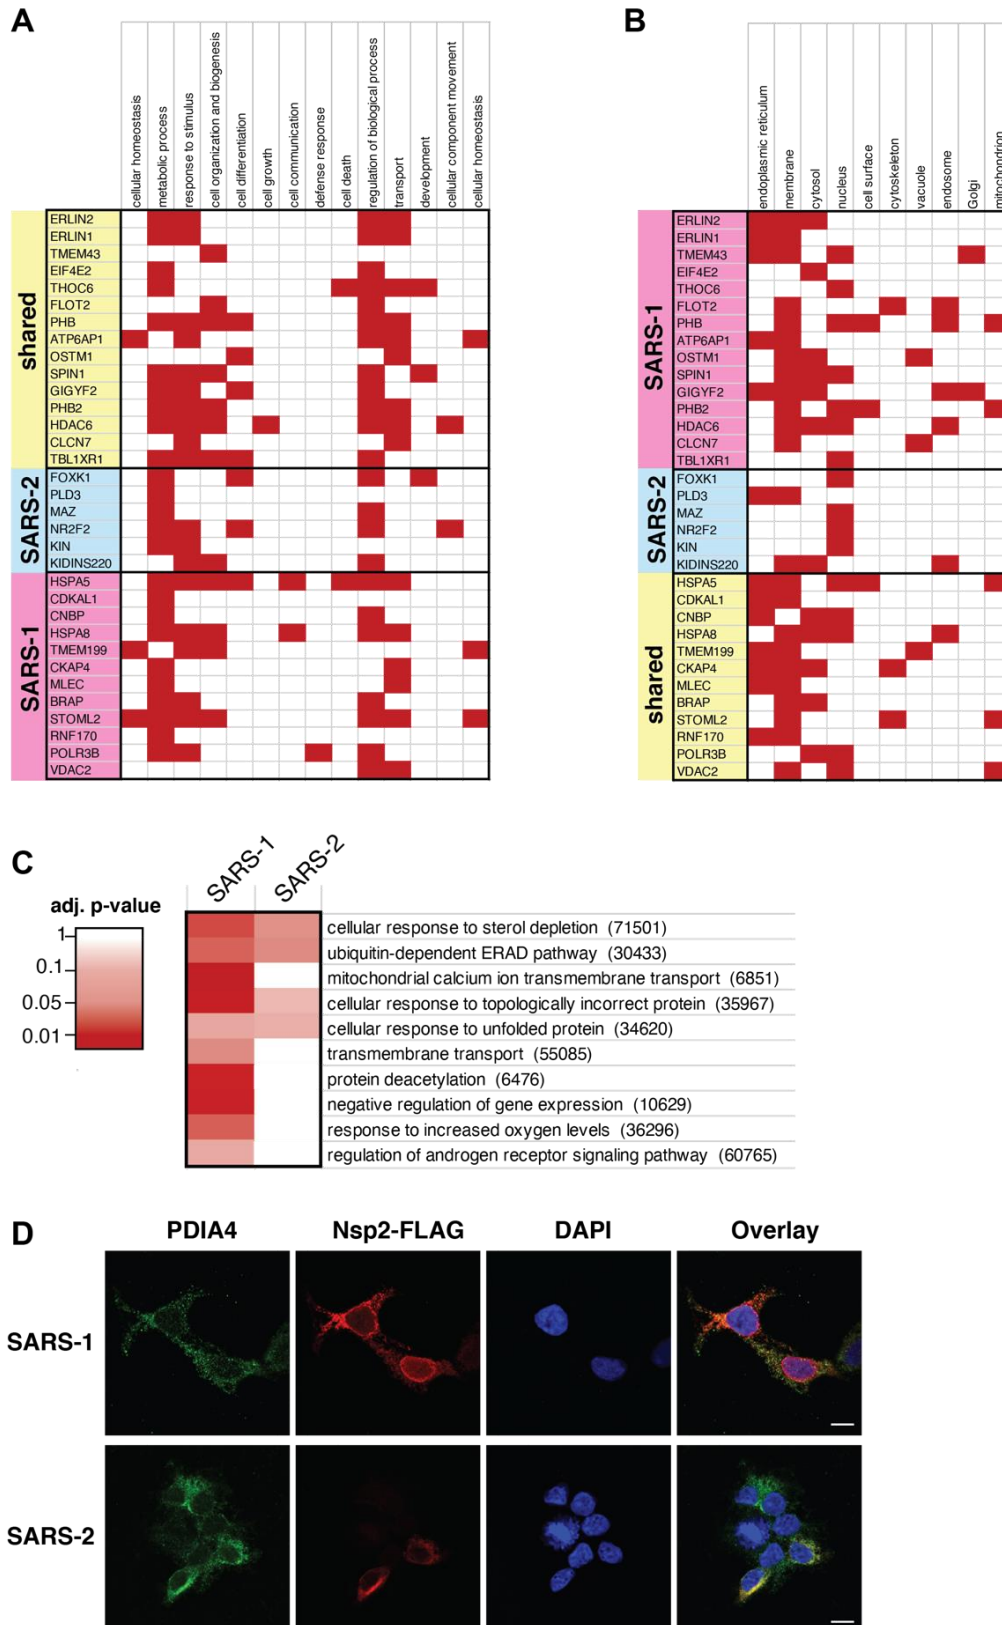 A
cellular homeostasis
metabolic process
response to stimulus
cell organization and biogenesis
cell differentiation
cell growth
cell communication
defense response
cell death
regulation of biological process
transport
development
cellular component movement
cellular homeostasis
shared
ERLIN2
ERLIN1
TMEM43
EIF4E2
THOC6
FLOT2
PHB
ATP6AP1
OSTM1
SPIN1
GIGYF2
PHB2
HDAC6
CLCN7
TBL1XR1
SARS-2
FOXK1
PLD3
MAZ
NR2F2
KIN
KIDINS220
SARS-1
HSPA5
CDKAL1
CNBP
HSPA8
TMEM199
CKAP4
MLEC
BRAP
STOML2
RNF170
POLR3B
VDAC2
B
endoplasmic reticulum
membrane
cytosol
nucleus
cell surface
cytoskeleton
vacuole
endosome
Golgi
mitochondrion
SARS-1
ERLIN2
ERLIN1
TMEM43
EIF4E2
THOC6
FLOT2
PHB
ATP6AP1
OSTM1
SPIN1
GIGYF2
PHB2
HDAC6
CLCN7
TBL1XR1
SARS-2
FOXK1
PLD3
MAZ
NR2F2
KIN
KIDINS220
shared
HSPA5
CDKAL1
CNBP
HSPA8
TMEM199
CKAP4
MLEC
BRAP
STOML2
RNF170
POLR3B
VDAC2
C
adj. p-value
1
0.1
0.05
0.01
SARS-1
SARS-2
cellular response to sterol depletion (71501)
ubiquitin-dependent ERAD pathway (30433)
mitochondrial calcium ion transmembrane transport (6851)
cellular response to topologically incorrect protein (35967)
cellular response to unfolded protein (34620)
transmembrane transport (55085)
protein deacetylation (6476)
negative regulation of gene expression (10629)
response to increased oxygen levels (36296)
regulation of androgen receptor signaling pathway (60765)
D
PDIA4 Nsp2-FLAG DAPI Overlay
SARS-1
SARS-2